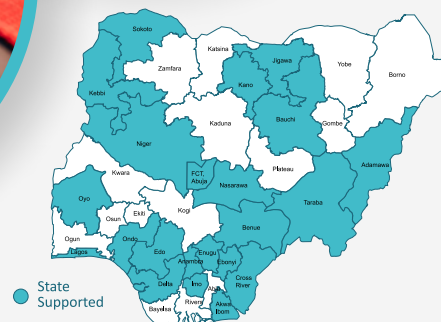 Sokoto
Katsina
Zamfara
Jigawa
Yobe
Borno
Kebbi
Kano
Bauchi
Kaduna
Gombe
Niger
Adamawa
Plateau
FCT,
Abuja
Nasarawa
Kwara
Taraba
Oyo
Kogi
Ekiti
Osun
Benue
Ogun
Ondo
Edo
Lagos
Enugu
Anambra
Ebonyi
Cross
River
Delta
Imo
Abia
Rivers
Akwa
Ibom
Bayelsa
State
Supported